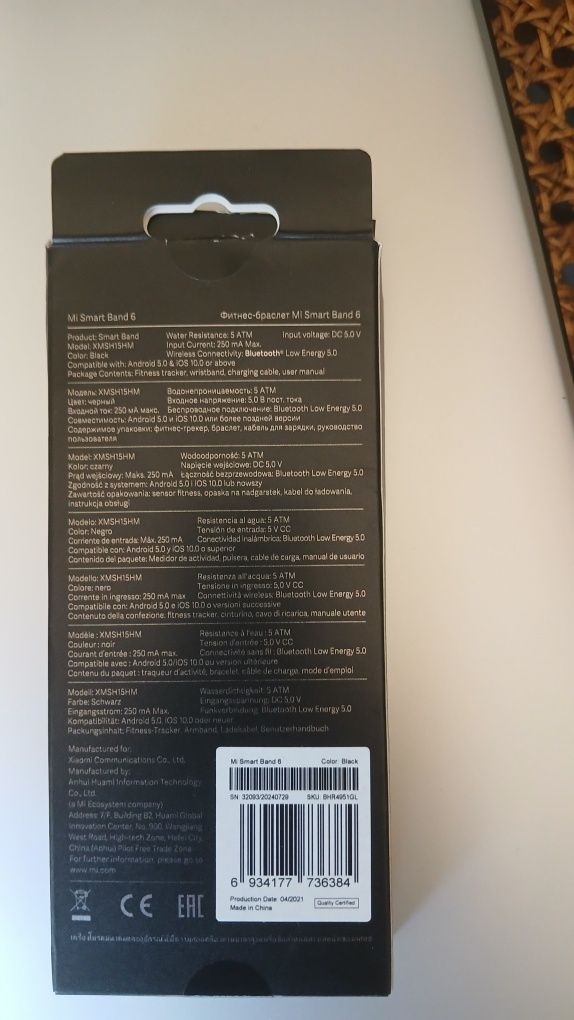 Mi Smart Band 6
Фитнес-браслет Mi Smart Band 6
Product: Smart Band Water Resistance: 5 ATM Input voltage: DC 5.0 V
Model: XMSH15HM Input Current: 250 mA Max.
Color: Black Wireless Connectivity: Bluetooth® Low Energy 5.0
Compatible with: Android 5.0 & iOS 10.0 or above
Package Contents: Fitness tracker, wristband, charging cable, user manual
Модель: XMSH15HM Водонепроницаемость: 5 ATM
Цвет: черный Входное напряжение: 5,0 В пост. тока
Входной ток: 250 мА макс. Беспроводное подключение: Bluetooth Low Energy 5.0
Совместимость: Android 5.0 и iOS 10.0 или более поздней версии
Содержимое упаковки: фитнес-трекер, браслет, кабель для зарядки, руководство
пользователя
Model: XMSH15HM Wodoodporność: 5 ATM
Kolor: czarny Napięcie wejściowe: DC 5.0 V
Prąd wejściowy: Maks. 250 mA Łączność bezprzewodowa: Bluetooth Low Energy 5.0
Zgodność z systemem: Android 5.0 i iOS 10.0 lub nowszy
Zawartość opakowania: sensor fitness, opaska na nadgarstek, kabel do ładowania,
instrukcja obsługi
Modelo: XMSH15HM Resistencia al agua: 5 ATM
Color: Negro Tensión de entrada: 5 V CC
Corriente de entrada: Máx. 250 mA Conectividad inalámbrica: Bluetooth Low Energy 5.0
Compatible con: Android 5.0 y iOS 10.0 o superior
Contenido del paquete: Medidor de actividad, pulsera, cable de carga, manual de usuario
Modello: XMSH15HM Resistenza all'acqua: 5 ATM
Colore: nero Tensione in ingresso: 5,0 V CC
Corrente in ingresso: 250 mA max Connettività wireless: Bluetooth Low Energy 5.0
Compatibile con: Android 5.0 e iOS 10.0 o versioni successive
Contenuto della confezione: fitness tracker, cinturino, cavo di ricarica, manuale utente
Modèle : XMSH15HM Résistance à l'eau : 5 ATM
Couleur : noir Tension d'entrée : 5,0 V CC
Courant d'entrée : 250 mA max. Connectivité sans fil : Bluetooth Low Energy 5.0
Compatible avec : Android 5.0/iOS 10.0 ou version ultérieure
Contenu du paquet : traqueur d'activité, bracelet, câble de charge, mode d'emploi
Modell: XMSH15HM Wasserdichtigkeit: 5 ATM
Farbe: Schwarz Eingangsspannung: DC 5,0 V
Eingangsstrom: 250 mA Max. Funkverbindung: Bluetooth Low Energy 5.0
Kompatibilität: Android 5.0, iOS 10.0 oder neuer
Packungsinhalt: Fitness-Tracker, Armband, Ladekabel, Benutzerhandbuch
Manufactured for:
Xiaomi Communications Co., Ltd.
Manufactured by:
Anhui Huami Information Technology
Co., Ltd.
(a Mi Ecosystem company)
Address: 7/F, Building B2, Huami Global
Innovation Center, No. 900, Wangjiang
West Road, High-tech Zone, Hefei City,
China (Anhui) Pilot Free Trade Zone
For further information, please go to
www.mi.com
CE EAC
Mi Smart Band 6 Color: Black
SN: 32093/20240729 SKU: BHR4951GL
6 934177 736384
Production Date: 04/2021
Made in China Quality Certified